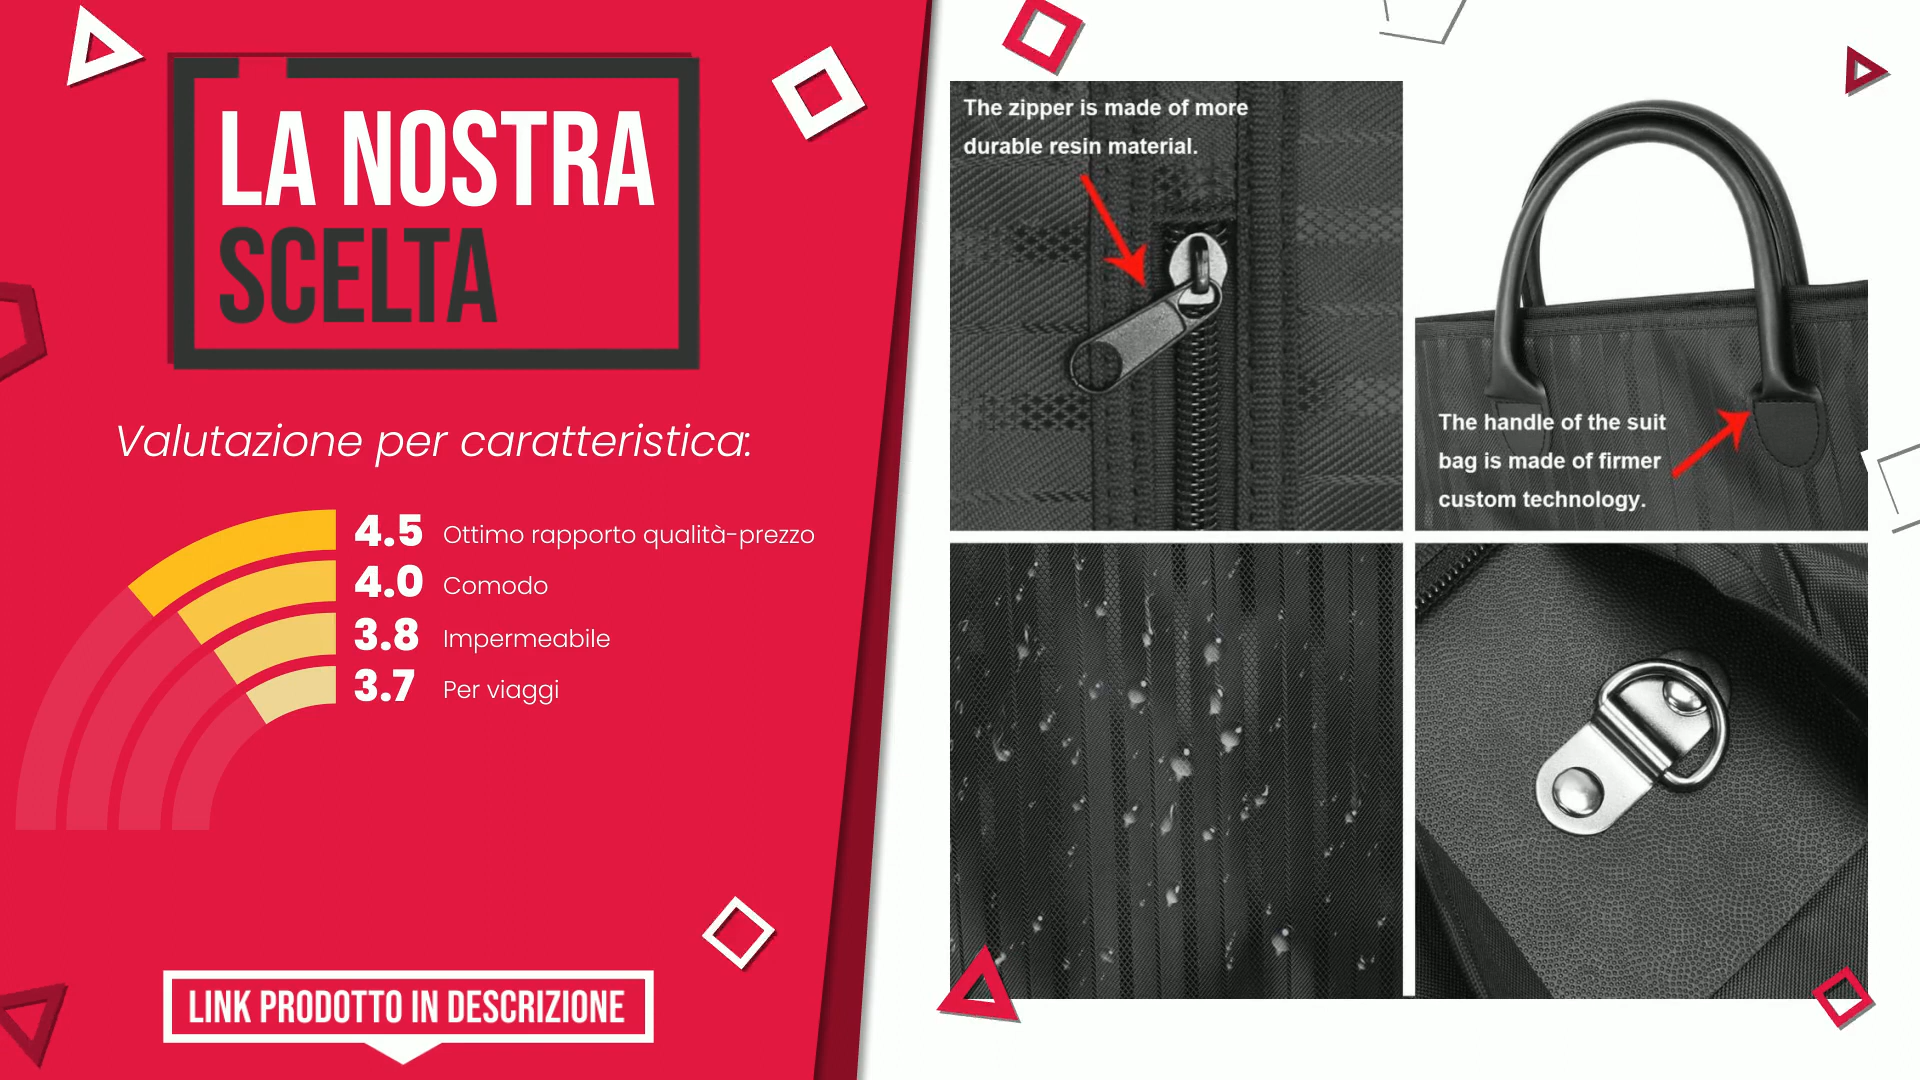 LA NOSTRA
SCELTA
Valutazione per caratteristica:
4.5 Ottimo rapporto qualità-prezzo
4.0 Comodo
3.8 Impermeabile
3.7 Per viaggi
LINK PRODOTTO IN DESCRIZIONE
The zipper is made of more
durable resin material.
The handle of the suit
bag is made of firmer
custom technology.